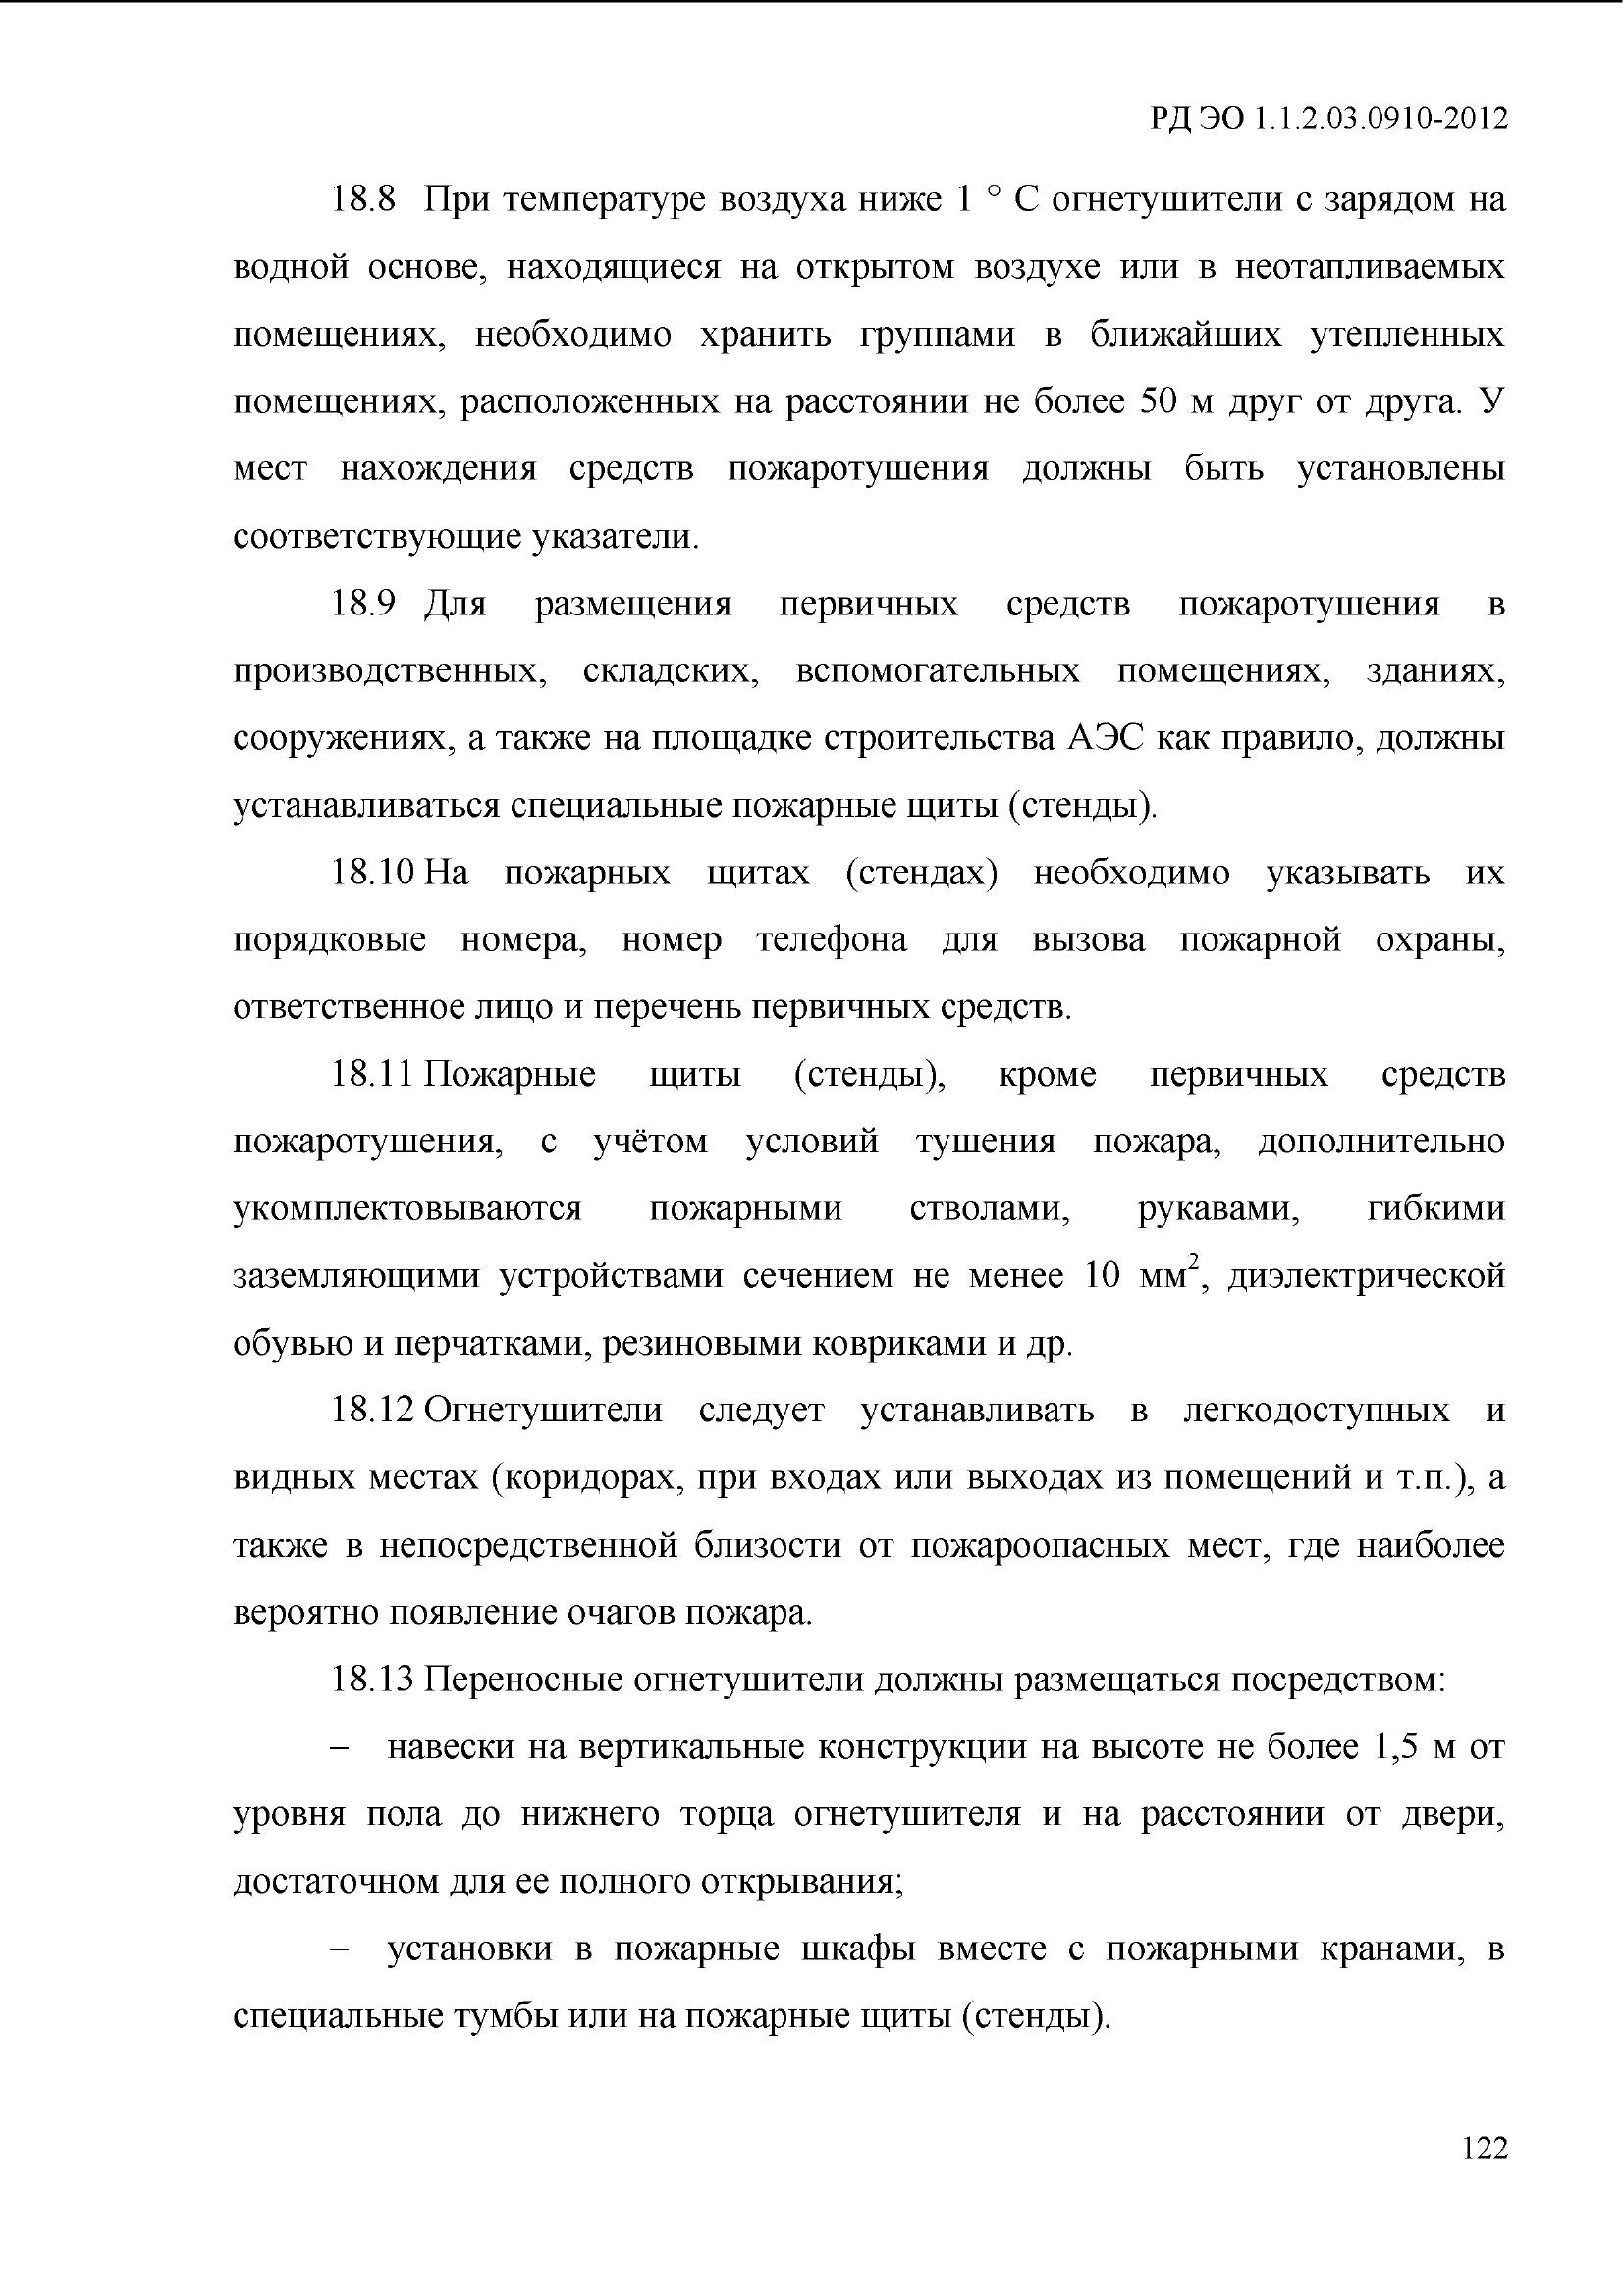 РД ЭО 1.1.2.03.0910-2012
18.8 При температуре воздуха ниже 1 ° С огнетушители с зарядом на
водной основе, находящиеся на открытом воздухе или в неотапливаемых
помещениях, необходимо хранить группами в ближайших утепленных
помещениях, расположенных на расстоянии не более 50 м друг от друга. У
мест нахождения средств пожаротушения должны быть установлены
соответствующие указатели.
18.9 Для размещения первичных средств пожаротушения в
производственных, складских, вспомогательных помещениях, зданиях,
сооружениях, а также на площадке строительства АЭС как правило, должны
устанавливаться специальные пожарные щиты (стенды).
18.10 На пожарных щитах (стендах) необходимо указывать их
порядковые номера, номер телефона для вызова пожарной охраны,
ответственное лицо и перечень первичных средств.
18.11 Пожарные щиты (стенды), кроме первичных средств
пожаротушения, с учётом условий тушения пожара, дополнительно
укомплектовываются пожарными стволами, рукавами, гибкими
заземляющими устройствами сечением не менее 10 мм², диэлектрической
обувью и перчатками, резиновыми ковриками и др.
18.12 Огнетушители следует устанавливать в легкодоступных и
видных местах (коридорах, при входах или выходах из помещений и т.п.), а
также в непосредственной близости от пожароопасных мест, где наиболее
вероятно появление очагов пожара.
18.13 Переносные огнетушители должны размещаться посредством:
– навески на вертикальные конструкции на высоте не более 1,5 м от
уровня пола до нижнего торца огнетушителя и на расстоянии от двери,
достаточном для ее полного открывания;
– установки в пожарные шкафы вместе с пожарными кранами, в
специальные тумбы или на пожарные щиты (стенды).
122